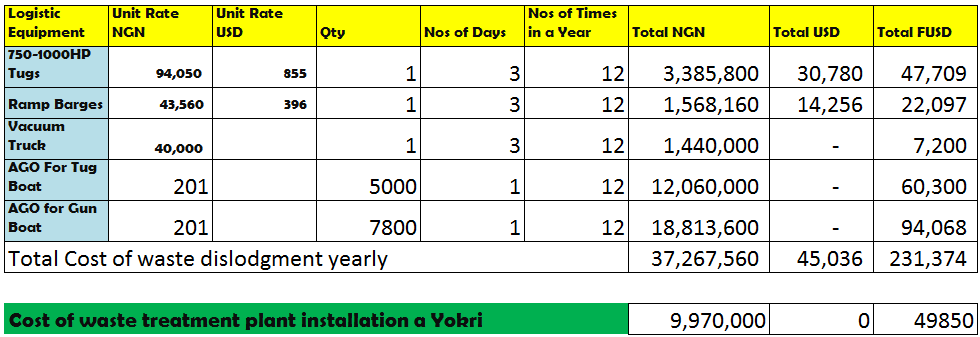 Logistic Equipment Unit Rate NGN Unit Rate USD Qty Nos of Days Nos of Times in a Year Total NGN Total USD Total FUSD
750-1000HP Tugs 94,050 855 1 3 12 3,385,800 30,780 47,709
Ramp Barges 43,560 396 1 3 12 1,568,160 14,256 22,097
Vacuum Truck 40,000 1 3 12 1,440,000 - 7,200
AGO For Tug Boat 201 5000 1 12 12,060,000 - 60,300
AGO for Gun Boat 201 7800 1 12 18,813,600 - 94,068
Total Cost of waste dislodgment yearly 37,267,560 45,036 231,374
Cost of waste treatment plant installation a Yokri 9,970,000 0 49850